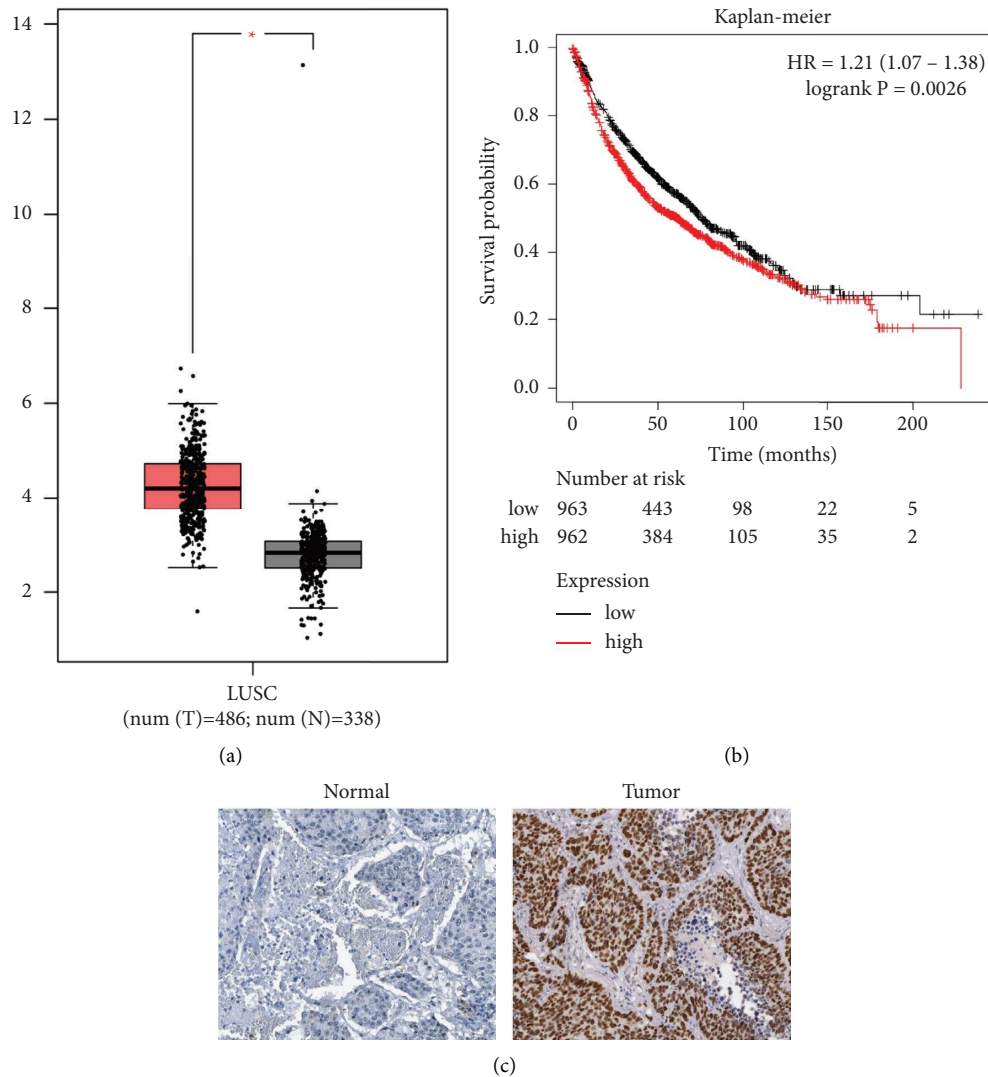 14
12
10
8
6
4
2
*
LUSC
(num (T)=486; num (N)=338)
(a)
Kaplan-meier
HR = 1.21 (1.07 – 1.38)
logrank P = 0.0026
Survival probability
1.0
0.8
0.6
0.4
0.2
0.0
0 50 100 150 200
Time (months)
Number at risk
low 963 443 98 22 5
high 962 384 105 35 2
Expression
low
high
(b)
Normal Tumor
(c)